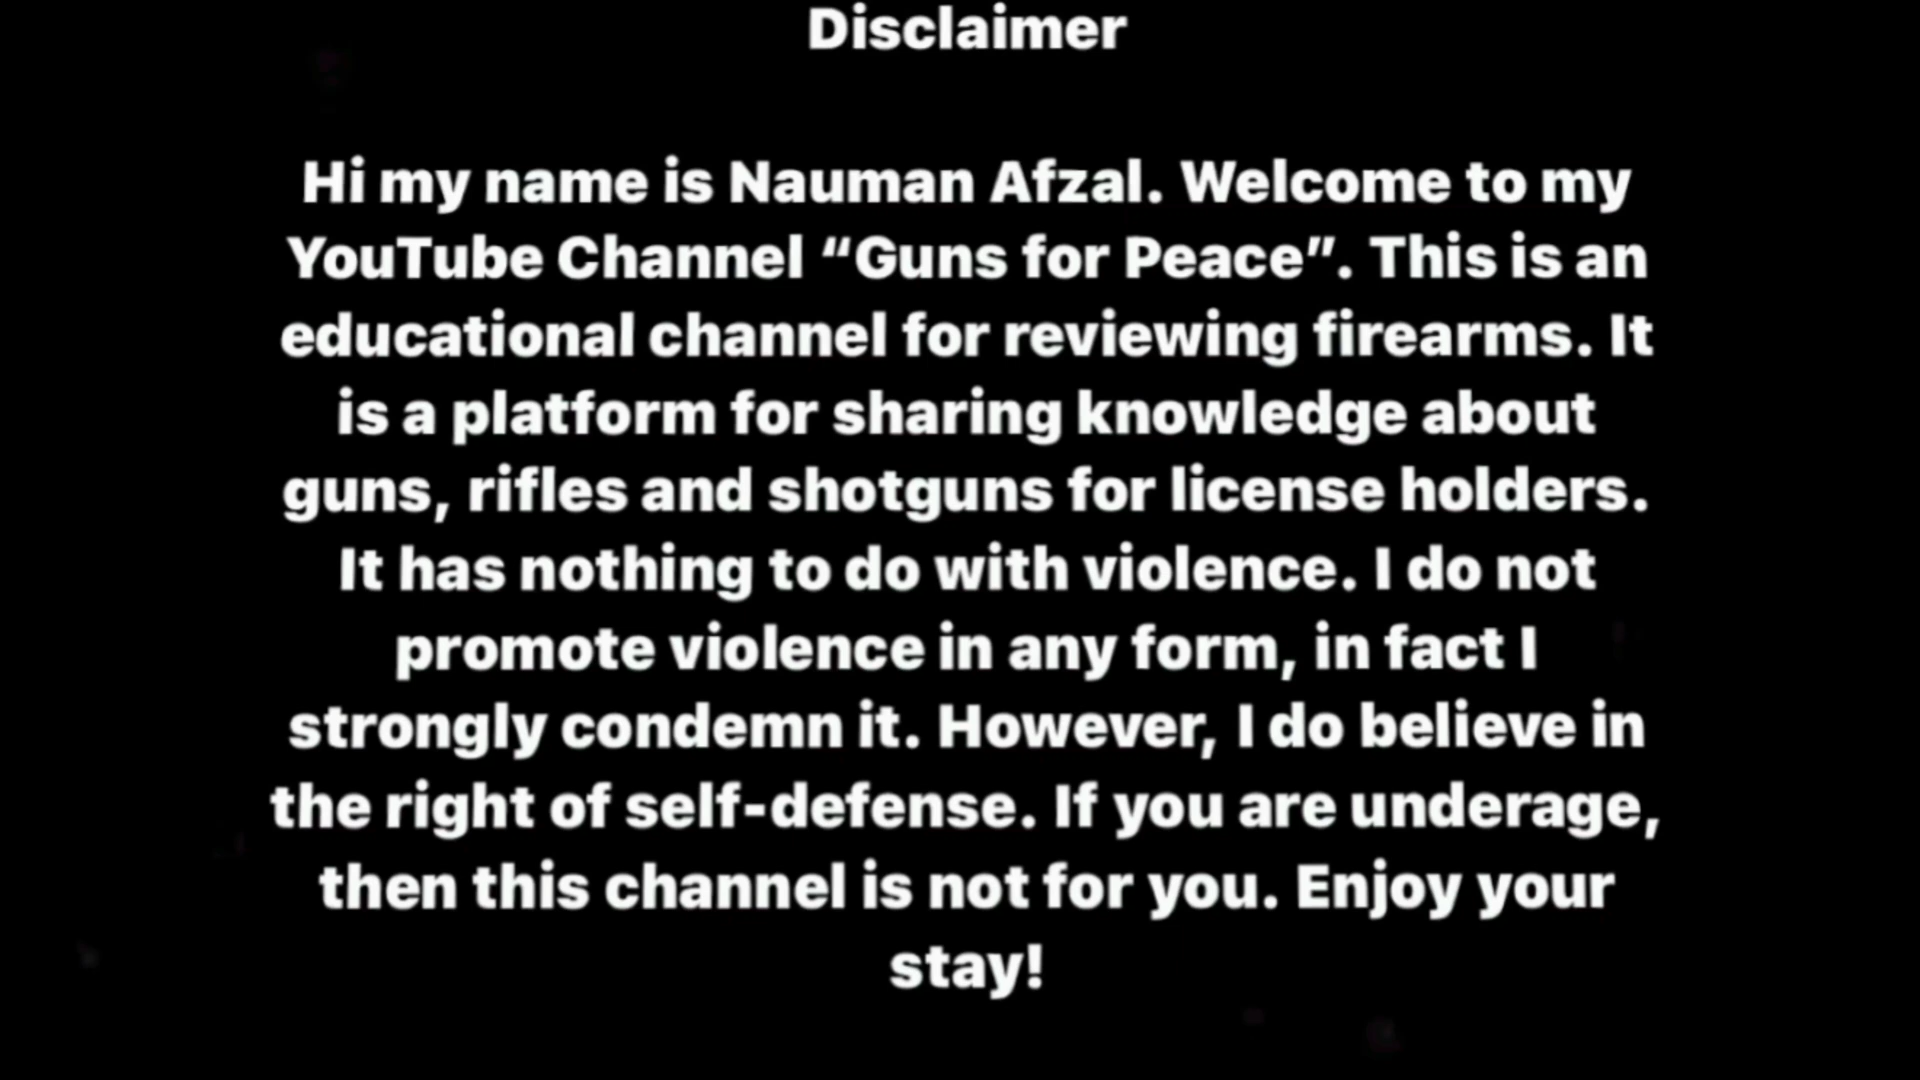 Disclaimer
Hi my name is Nauman Afzal. Welcome to my
YouTube Channel “Guns for Peace”. This is an
educational channel for reviewing firearms. It
is a platform for sharing knowledge about
guns, rifles and shotguns for license holders.
It has nothing to do with violence. I do not
promote violence in any form, in fact I
strongly condemn it. However, I do believe in
the right of self-defense. If you are underage,
then this channel is not for you. Enjoy your
stay!